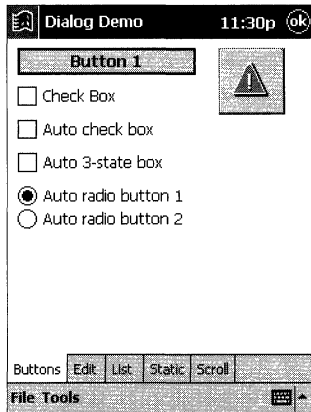 Dialog Demo 11:30p ok
Button 1
Check Box
Auto check box
Auto 3-state box
Auto radio button 1
Auto radio button 2
Buttons Edit List Static Scroll
File Tools